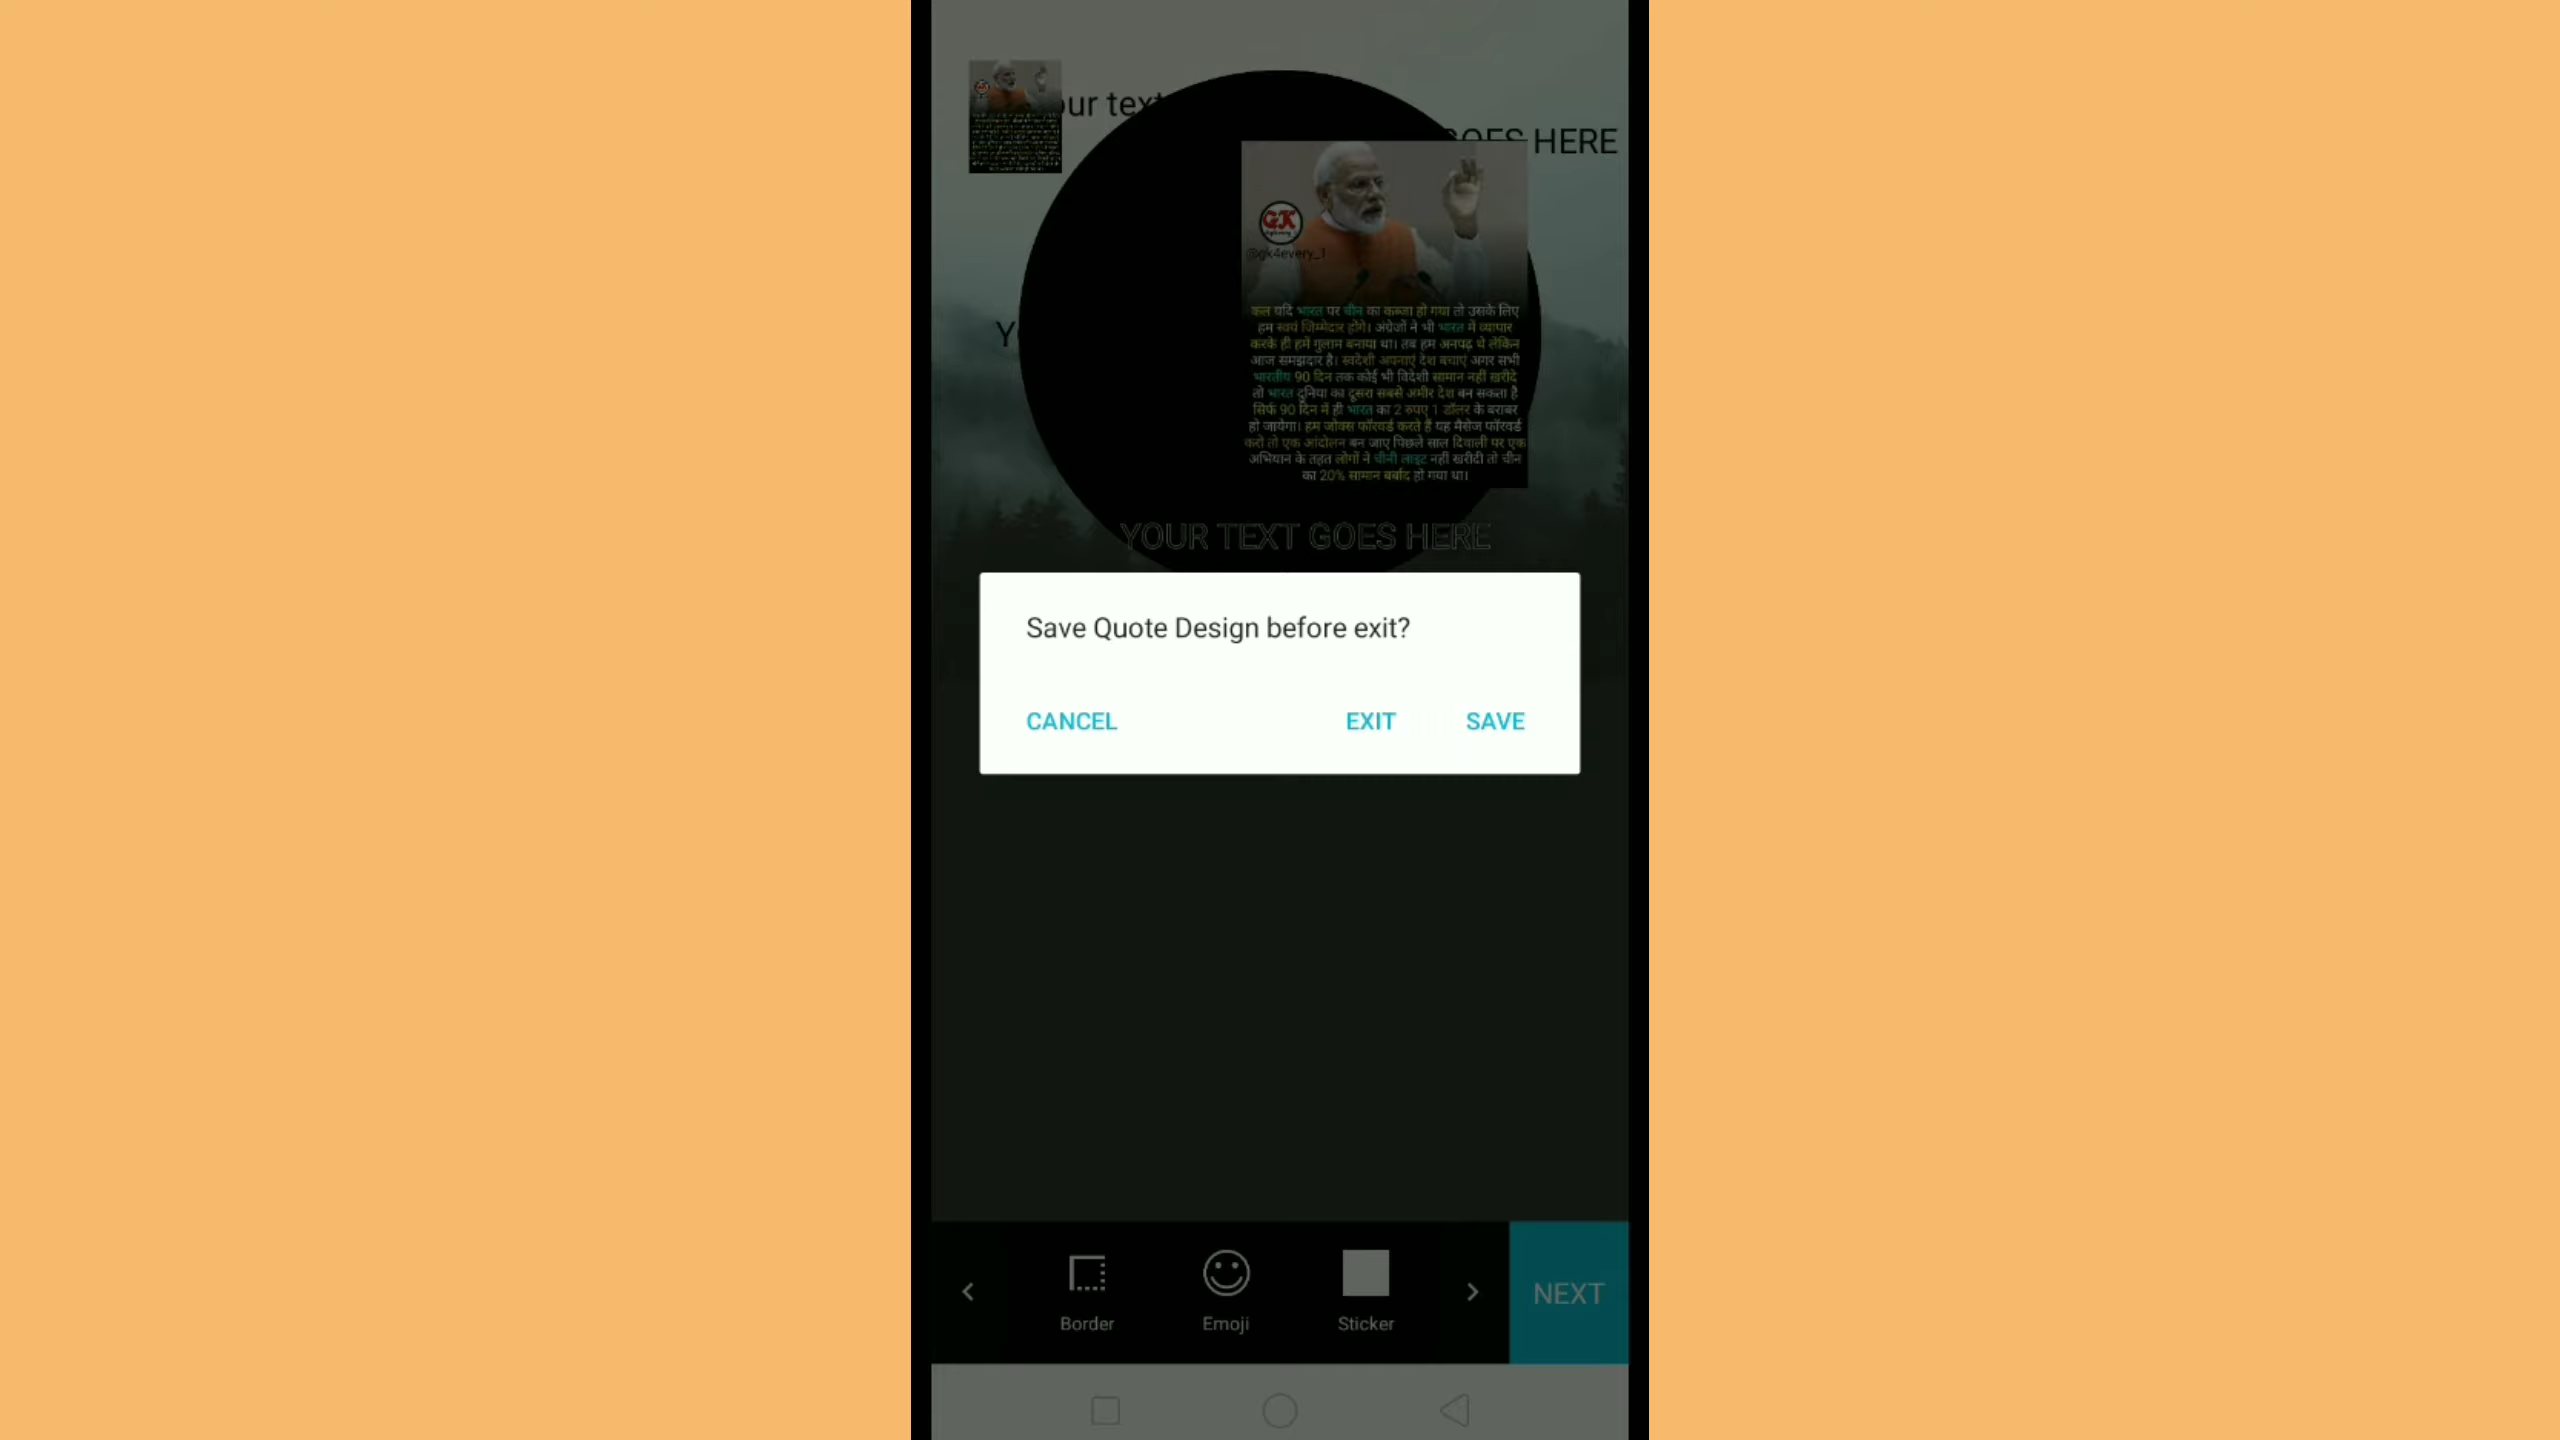 our text
GOES HERE
GK
@gk4every_1
Y
कल यदि भारत पर चीन का कब्जा हो गया तो उसके लिए
हम स्वयं जिम्मेदार होंगे। अंग्रेजों ने भी भारत में व्यापार
करके ही हमें गुलाम बनाया था। तब हम अनपढ़ थे लेकिन
आज समझदार है। स्वदेशी अपनाएं देश बचाएं अगर सभी
भारतीय 90 दिन तक कोई भी विदेशी सामान नहीं ख़रीदे
तो भारत दुनिया का दूसरा सबसे अमीर देश बन सकता है
सिर्फ 90 दिन में ही भारत का 2 रुपए 1 डॉलर के बराबर
हो जायेगा। हम जोक्स फॉरवर्ड करते हैं यह मैसेज फॉरवर्ड
करो तो एक आंदोलन बन जाए पिछले साल दिवाली पर एक
अभियान के तहत लोगों ने चीनी लाइट नहीं खरीदी तो चीन
का 20% सामान बर्बाद हो गया था।
YOUR TEXT GOES HERE
Save Quote Design before exit?
CANCEL EXIT SAVE
Border Emoji Sticker NEXT